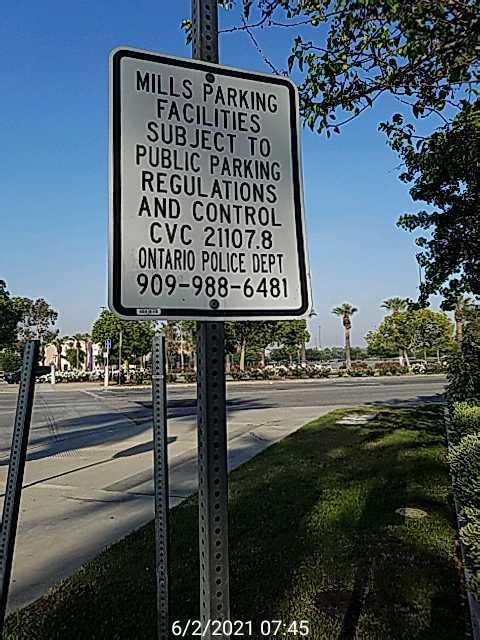 MILLS PARKING
FACILITIES
SUBJECT TO
PUBLIC PARKING
REGULATIONS
AND CONTROL
CVC 21107.8
ONTARIO POLICE DEPT
909-988-6481
6/2/2021 07:45